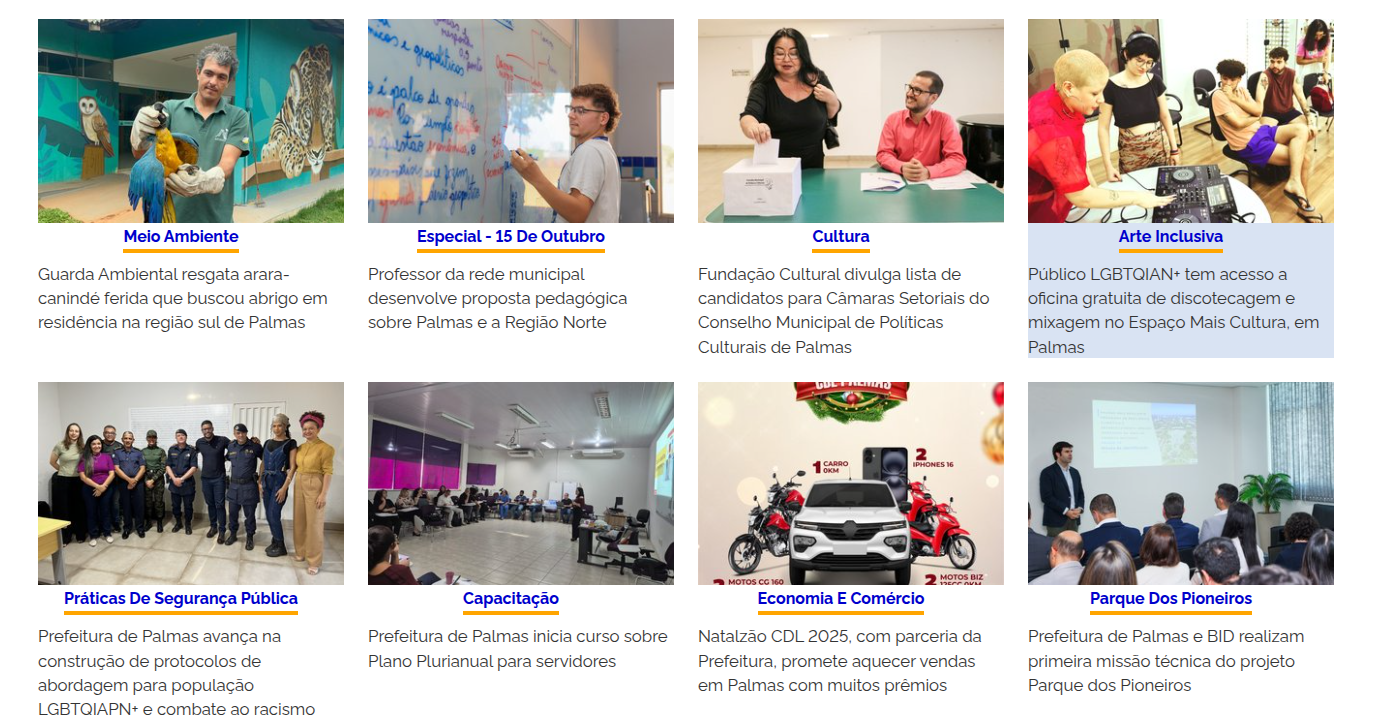 Meio Ambiente
Guarda Ambiental resgata arara-
canindé ferida que buscou abrigo em
residência na região sul de Palmas
Especial - 15 De Outubro
Professor da rede municipal
desenvolve proposta pedagógica
sobre Palmas e a Região Norte
Cultura
Fundação Cultural divulga lista de
candidatos para Câmaras Setoriais do
Conselho Municipal de Políticas
Culturais de Palmas
Arte Inclusiva
Público LGBTQIAN+ tem acesso a
oficina gratuita de discotecagem e
mixagem no Espaço Mais Cultura, em
Palmas
CDL PALMAS
1 CARRO
0KM
2
IPHONES 16
2 MOTOS CG 160
2 MOTOS BIZ
125CC 0KM
Práticas De Segurança Pública
Prefeitura de Palmas avança na
construção de protocolos de
abordagem para população
LGBTQIAPN+ e combate ao racismo
Capacitação
Prefeitura de Palmas inicia curso sobre
Plano Plurianual para servidores
Economia E Comércio
Natalzão CDL 2025, com parceria da
Prefeitura, promete aquecer vendas
em Palmas com muitos prêmios
Parque Dos Pioneiros
Prefeitura de Palmas e BID realizam
primeira missão técnica do projeto
Parque dos Pioneiros